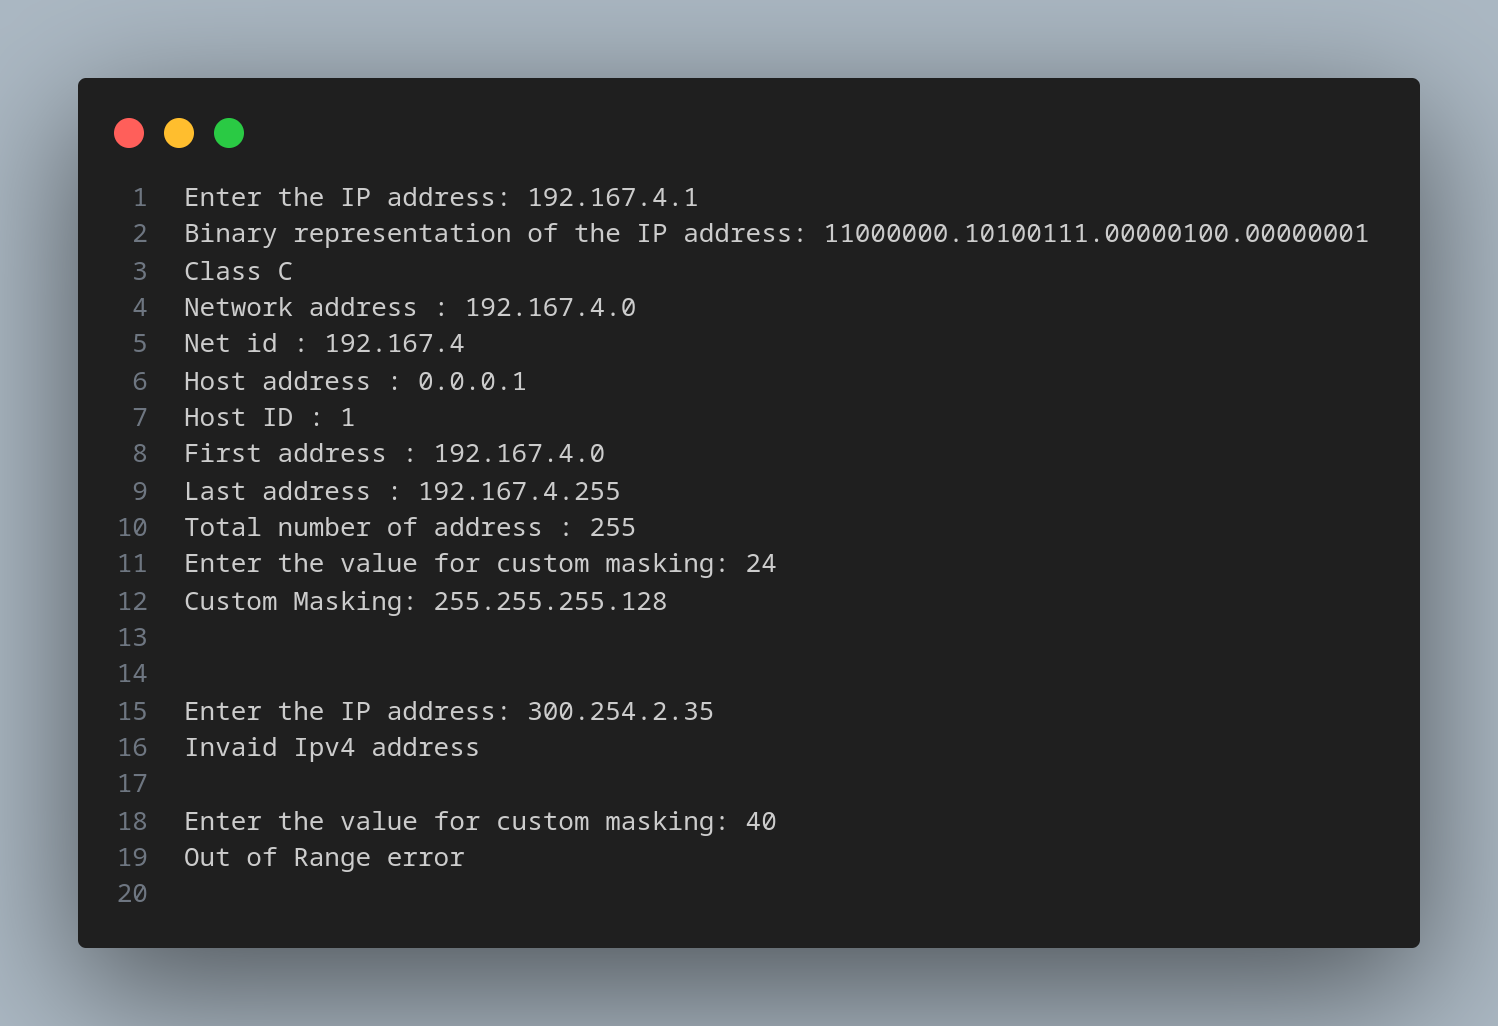 1 Enter the IP address: 192.167.4.1
2 Binary representation of the IP address: 11000000.10100111.00000100.00000001
3 Class C
4 Network address : 192.167.4.0
5 Net id : 192.167.4
6 Host address : 0.0.0.1
7 Host ID : 1
8 First address : 192.167.4.0
9 Last address : 192.167.4.255
10 Total number of address : 255
11 Enter the value for custom masking: 24
12 Custom Masking: 255.255.255.128
13
14
15 Enter the IP address: 300.254.2.35
16 Invaid Ipv4 address
17
18 Enter the value for custom masking: 40
19 Out of Range error
20